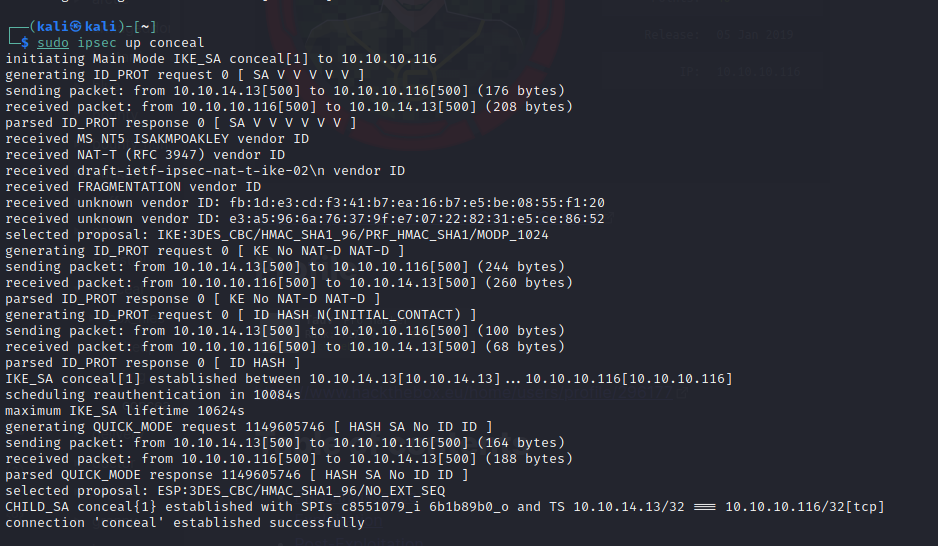 Release: 05 Jan 2019
IP: 10.10.10.116
┌──(kali㉿kali)-[~]
└─$ sudo ipsec up conceal
initiating Main Mode IKE_SA conceal[1] to 10.10.10.116
generating ID_PROT request 0 [ SA V V V V V ]
sending packet: from 10.10.14.13[500] to 10.10.10.116[500] (176 bytes)
received packet: from 10.10.10.116[500] to 10.10.14.13[500] (208 bytes)
parsed ID_PROT response 0 [ SA V V V V V V ]
received MS NT5 ISAKMPOAKLEY vendor ID
received NAT-T (RFC 3947) vendor ID
received draft-ietf-ipsec-nat-t-ike-02\n vendor ID
received FRAGMENTATION vendor ID
received unknown vendor ID: fb:1d:e3:cd:f3:41:b7:ea:16:b7:e5:be:08:55:f1:20
received unknown vendor ID: e3:a5:96:6a:76:37:9f:e7:07:22:82:31:e5:ce:86:52
selected proposal: IKE:3DES_CBC/HMAC_SHA1_96/PRF_HMAC_SHA1/MODP_1024
generating ID_PROT request 0 [ KE No NAT-D NAT-D ]
sending packet: from 10.10.14.13[500] to 10.10.10.116[500] (244 bytes)
received packet: from 10.10.10.116[500] to 10.10.14.13[500] (260 bytes)
parsed ID_PROT response 0 [ KE No NAT-D NAT-D ]
generating ID_PROT request 0 [ ID HASH N(INITIAL_CONTACT) ]
sending packet: from 10.10.14.13[500] to 10.10.10.116[500] (100 bytes)
received packet: from 10.10.10.116[500] to 10.10.14.13[500] (68 bytes)
parsed ID_PROT response 0 [ ID HASH ]
IKE_SA conceal[1] established between 10.10.14.13[10.10.14.13]...10.10.10.116[10.10.10.116]
scheduling reauthentication in 10084s
maximum IKE_SA lifetime 10624s
generating QUICK_MODE request 1149605746 [ HASH SA No ID ID ]
sending packet: from 10.10.14.13[500] to 10.10.10.116[500] (164 bytes)
received packet: from 10.10.10.116[500] to 10.10.14.13[500] (188 bytes)
parsed QUICK_MODE response 1149605746 [ HASH SA No ID ID ]
selected proposal: ESP:3DES_CBC/HMAC_SHA1_96/NO_EXT_SEQ
CHILD_SA conceal{1} established with SPIs c8551079_i 6b1b89b0_o and TS 10.10.14.13/32 === 10.10.10.116/32[tcp]
connection 'conceal' established successfully